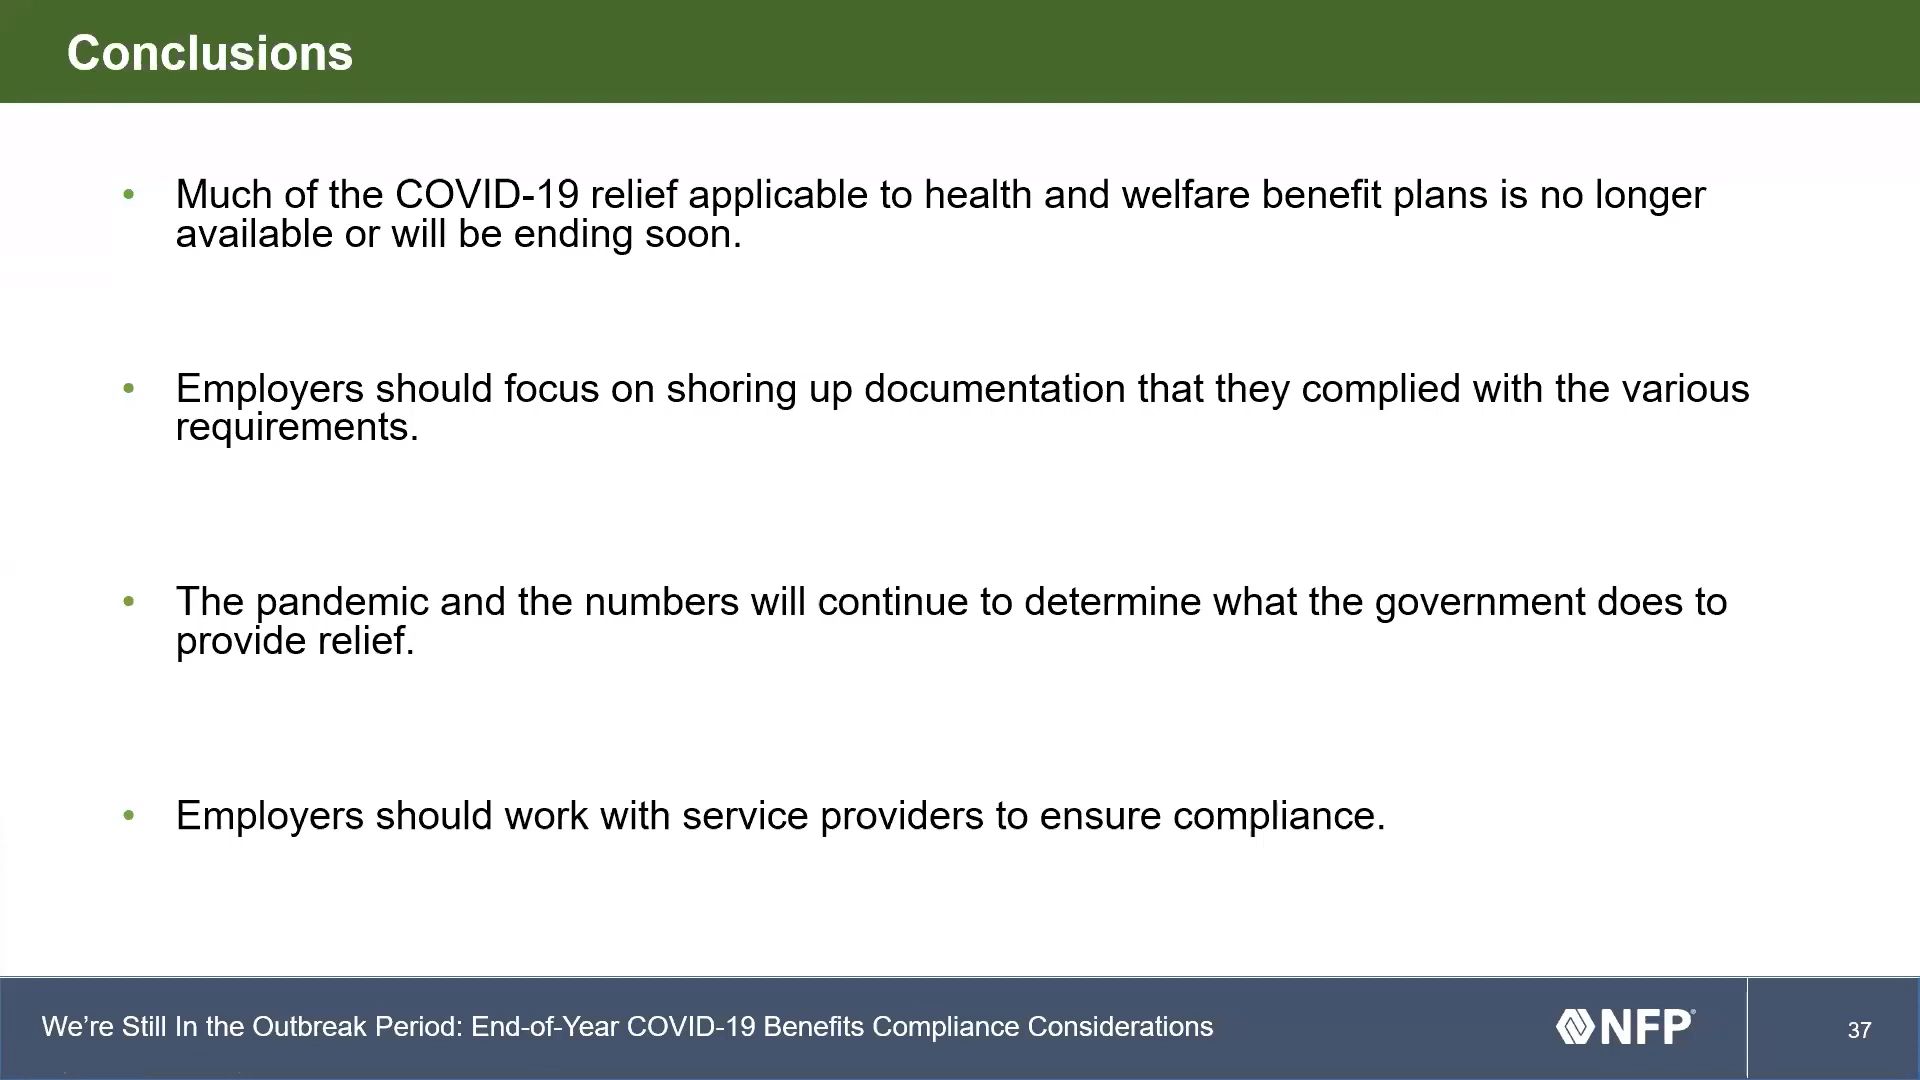 Conclusions
• Much of the COVID-19 relief applicable to health and welfare benefit plans is no longer
available or will be ending soon.
• Employers should focus on shoring up documentation that they complied with the various
requirements.
• The pandemic and the numbers will continue to determine what the government does to
provide relief.
• Employers should work with service providers to ensure compliance.
We’re Still In the Outbreak Period: End-of-Year COVID-19 Benefits Compliance Considerations
NFP®
37